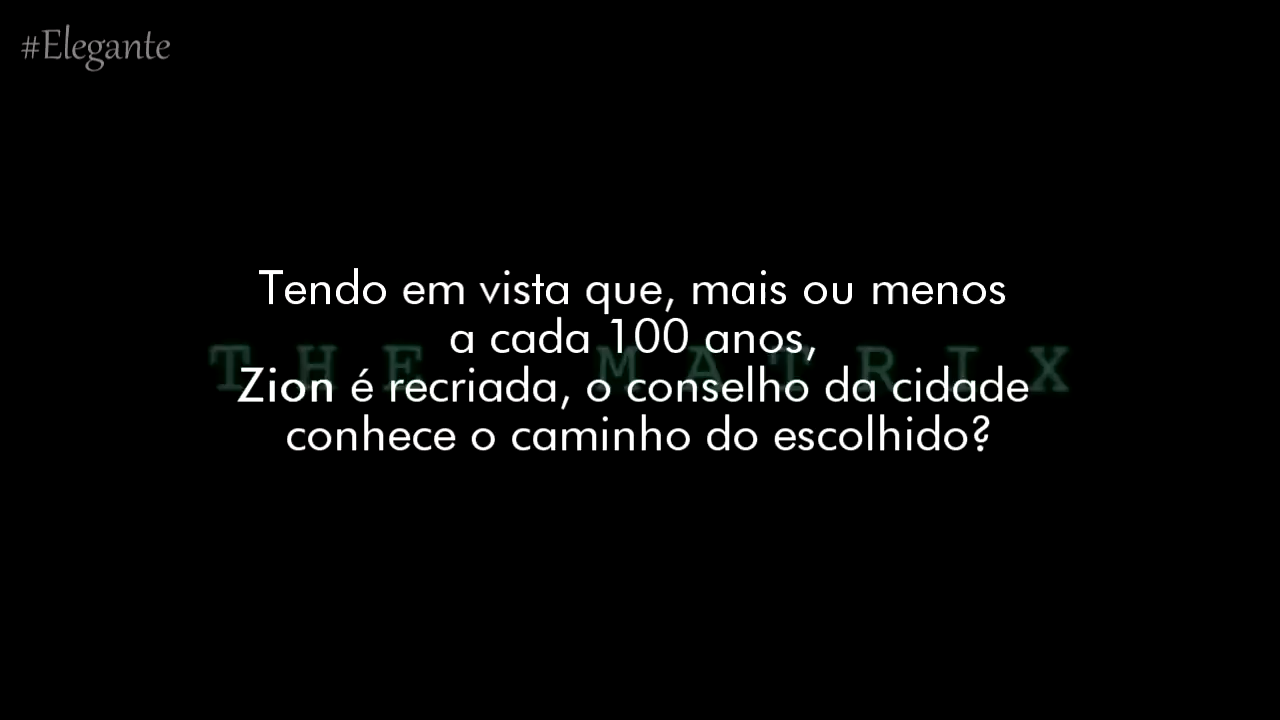 #Elegante
Tendo em vista que, mais ou menos
a cada 100 anos,
THE MATRIX
Zion é recriada, o conselho da cidade
conhece o caminho do escolhido?